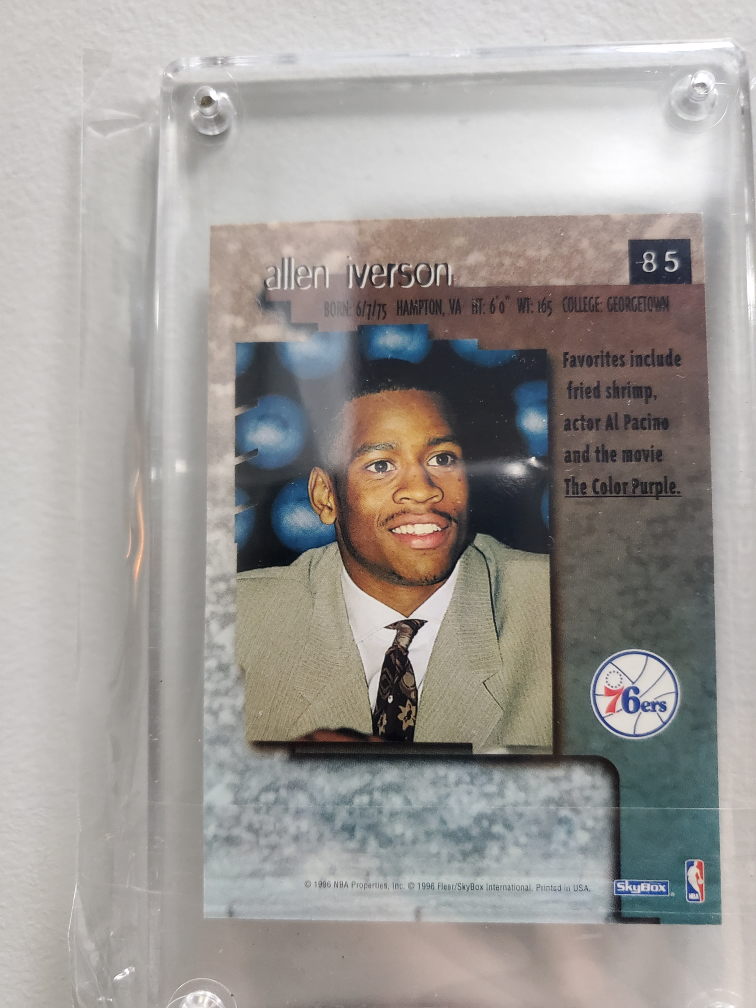 allen iverson
85
BORN: 6/7/75 HAMPTON, VA HT: 6'0" WT: 165 COLLEGE: GEORGETOWN
Favorites include
fried shrimp,
actor Al Pacino
and the movie
The Color Purple.
76ers
© 1996 NBA Properties, Inc. © 1996 Fleer/SkyBox International. Printed in USA.
SkyBox
NBA